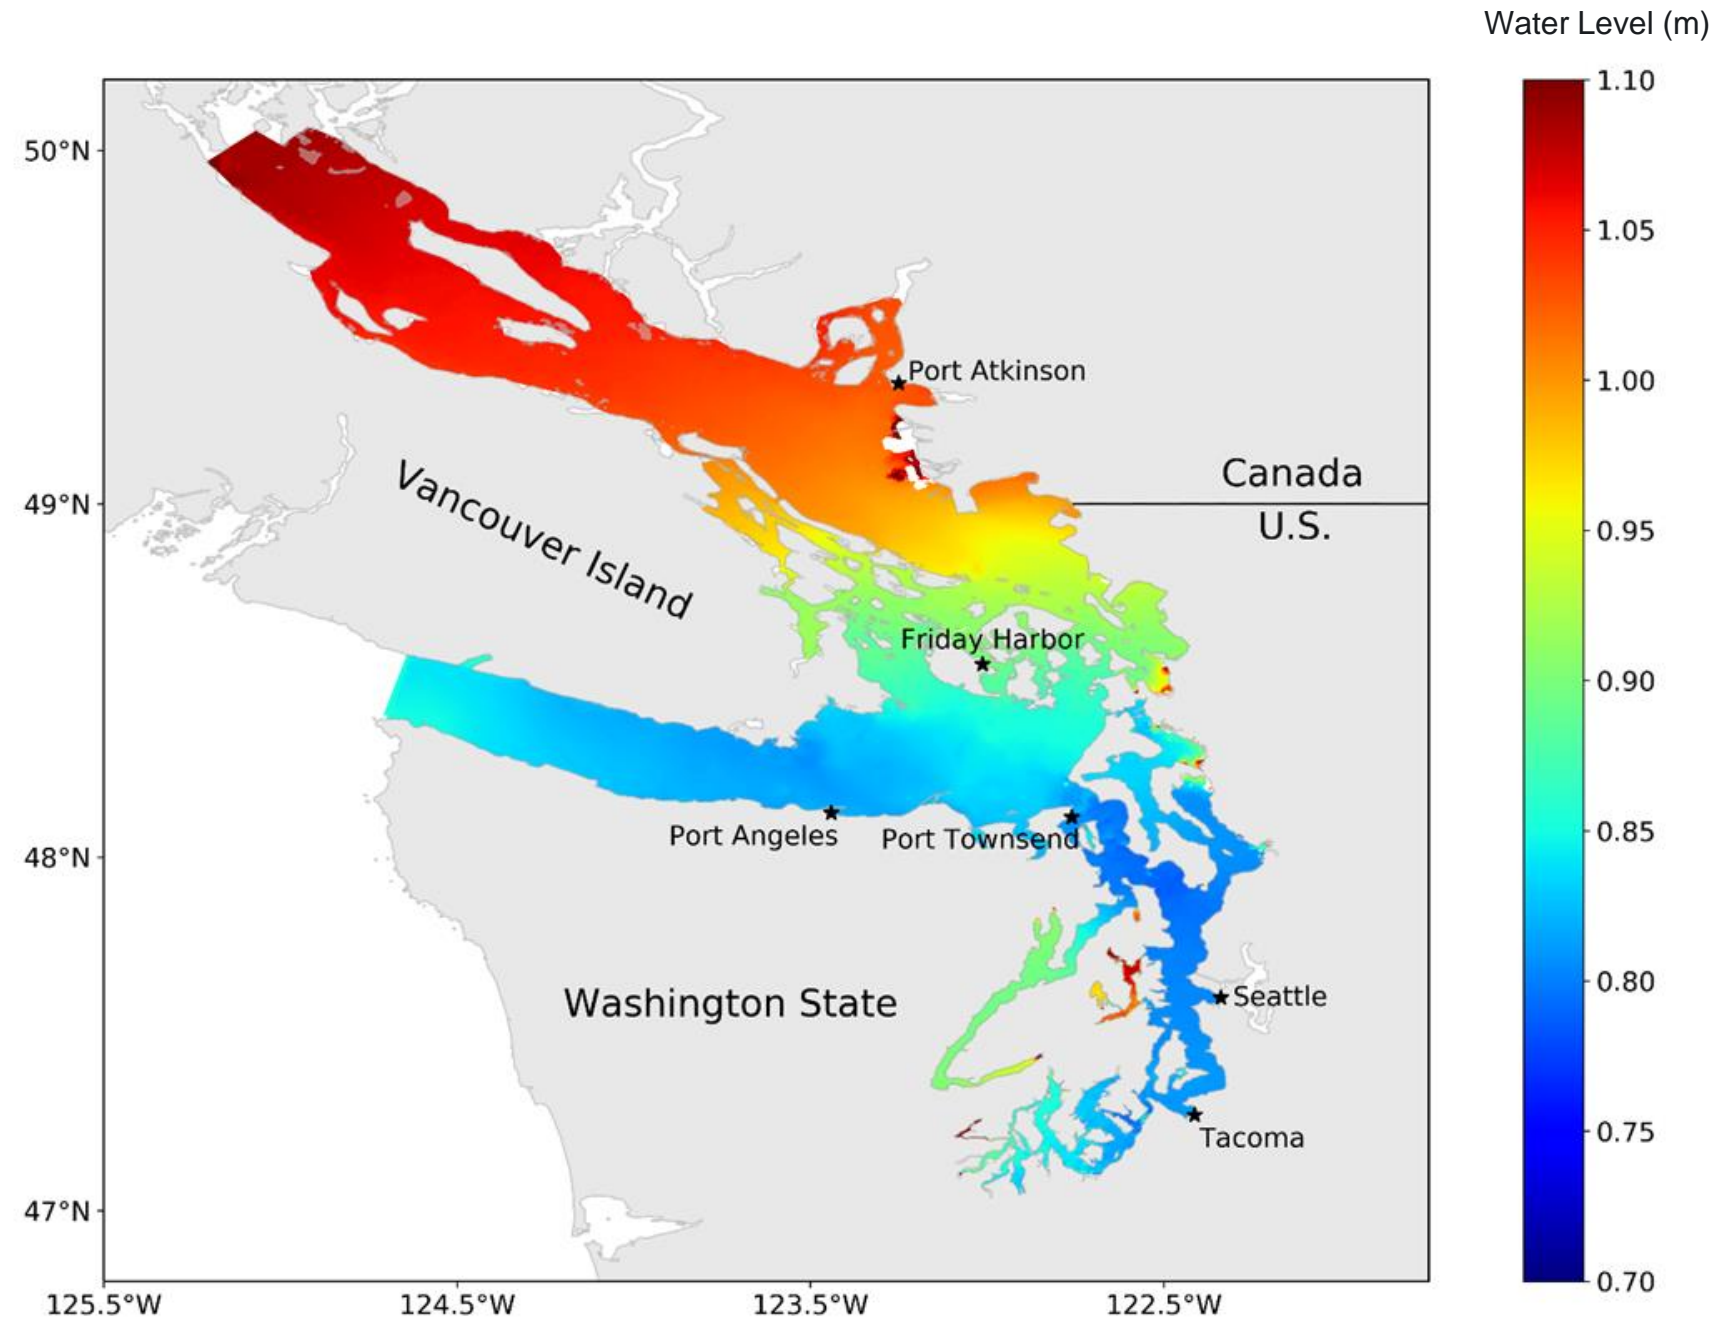 Water Level (m)
1.10
50°N
1.05
Port Atkinson
1.00
Canada
49°N
U.S.
0.95
Vancouver Island
Friday Harbor
0.90
0.85
Port Angeles
Port Townsend
48°N
0.80
Seattle
Washington State
0.75
Tacoma
47°N
0.70
125.5°W
124.5°W
123.5°W
122.5°W